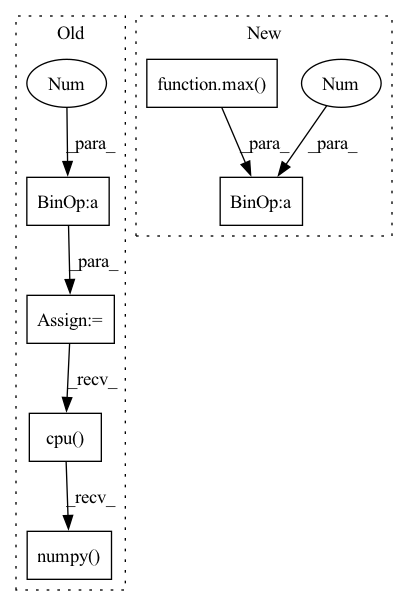 Old
Num
_para_
BinOp:a
_para_
Assign:=
_recv_
cpu()
_recv_
numpy()
New
function.max()
Num
_para_
_para_
BinOp:a